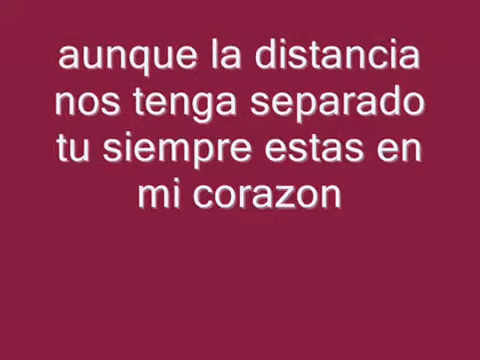 aunque la distancia
nos tenga separado
tu siempre estas en
mi corazon